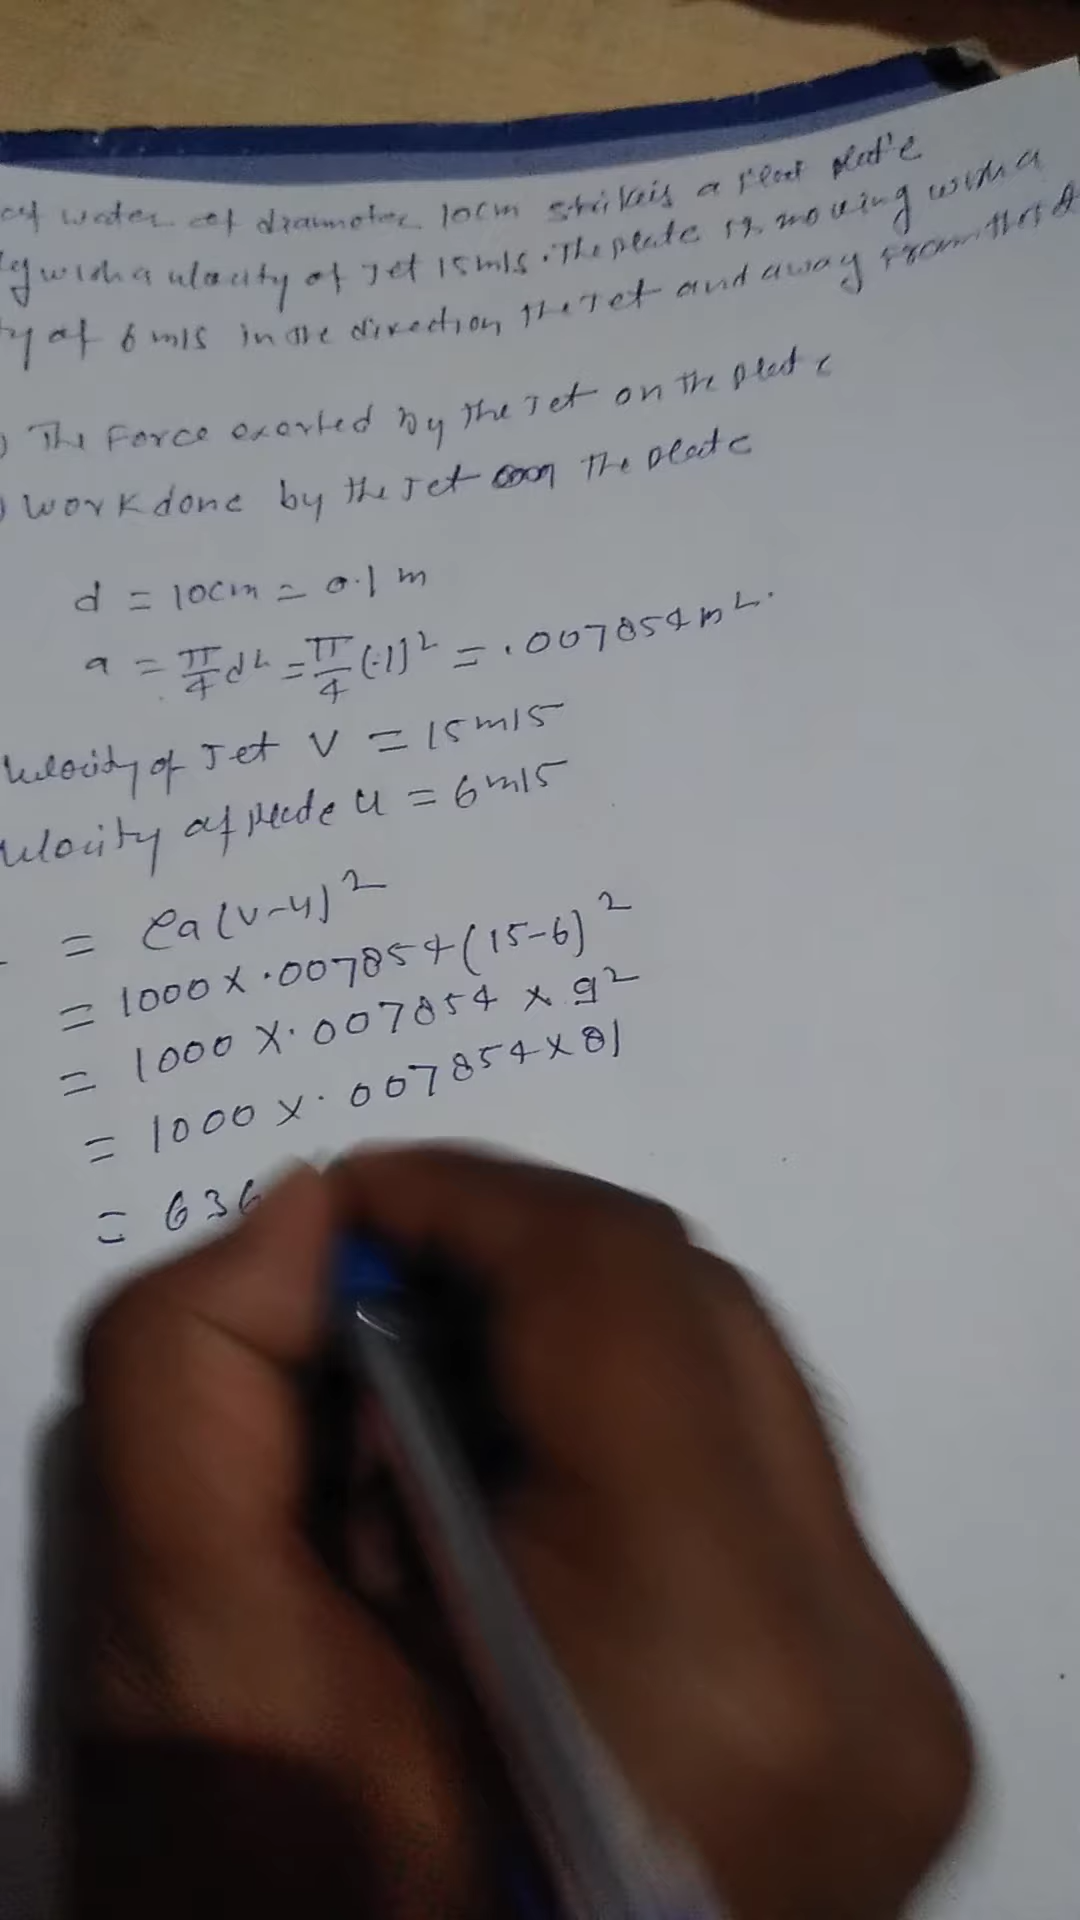 of water of diameter 10cm strikeis a flat plate
ly with a velocity of Jet 15m/s. The plate is moving with a
ty of 6 m/s in the direction the Jet and away from the
) The Force exerted by the Jet on the plate
) work done by the Jet on The plate
d = 10cm = 0.1 m
a = π/4 d² = π/4 (.1)² = .007854 m².
Velocity of Jet V = 15m/s
Velocity of plate u = 6m/s
= ρa(v-u)²
= 1000 x .007854 (15-6)²
= 1000 x .007854 x 9²
= 1000 x .007854 x 81
= 636